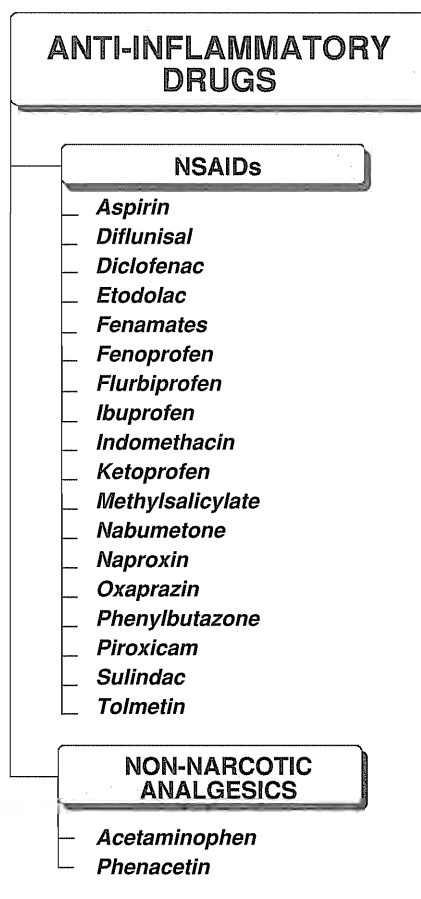 ANTI-INFLAMMATORY
DRUGS
NSAIDs
Aspirin
Diflunisal
Diclofenac
Etodolac
Fenamates
Fenoprofen
Flurbiprofen
Ibuprofen
Indomethacin
Ketoprofen
Methylsalicylate
Nabumetone
Naproxin
Oxaprazin
Phenylbutazone
Piroxicam
Sulindac
Tolmetin
NON-NARCOTIC
ANALGESICS
Acetaminophen
Phenacetin